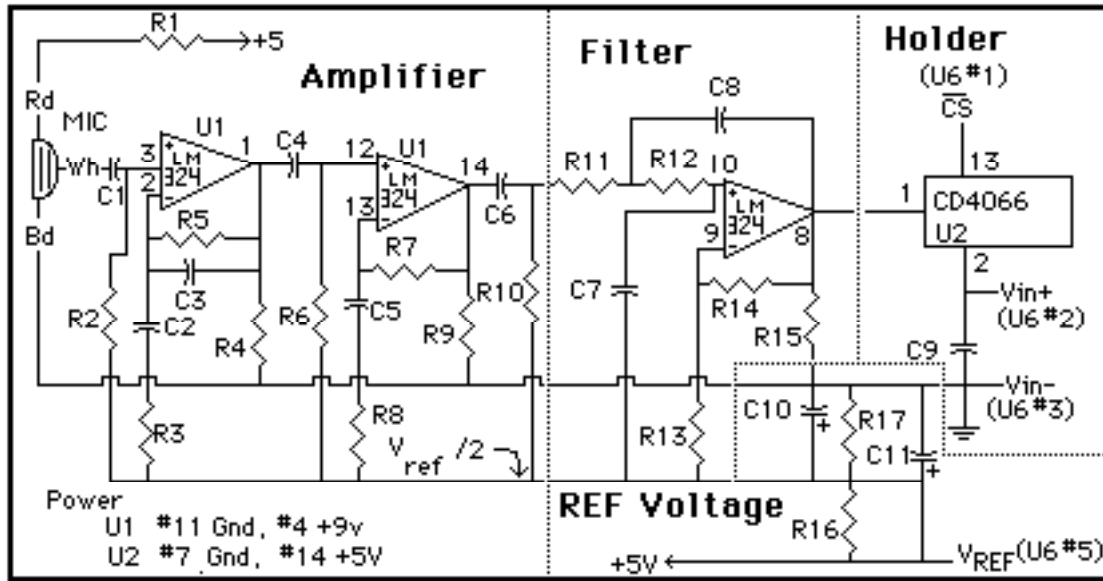 R1
+5
Amplifier
Filter
Holder
(U6 #1)
CS
Rd
MIC
U1
C4
U1
C8
13
Wh
C1
3
2
+
-
LM
324
1
12
13
+
-
LM
324
14
C6
R11
R12
10
9
+
-
LM
324
8
1
CD4066
U2
2
Bd
R5
C3
R7
R2
C2
R4
R6
C5
R9
R10
C7
R14
R15
Vin+
(U6 #2)
C9
Vin-
(U6 #3)
R3
R8
R13
C10
+
R17
C11
+
Vref /2
Power
U1 #11 Gnd, #4 +9v
U2 #7 Gnd, #14 +5V
REF Voltage
R16
+5V
VREF(U6 #5)